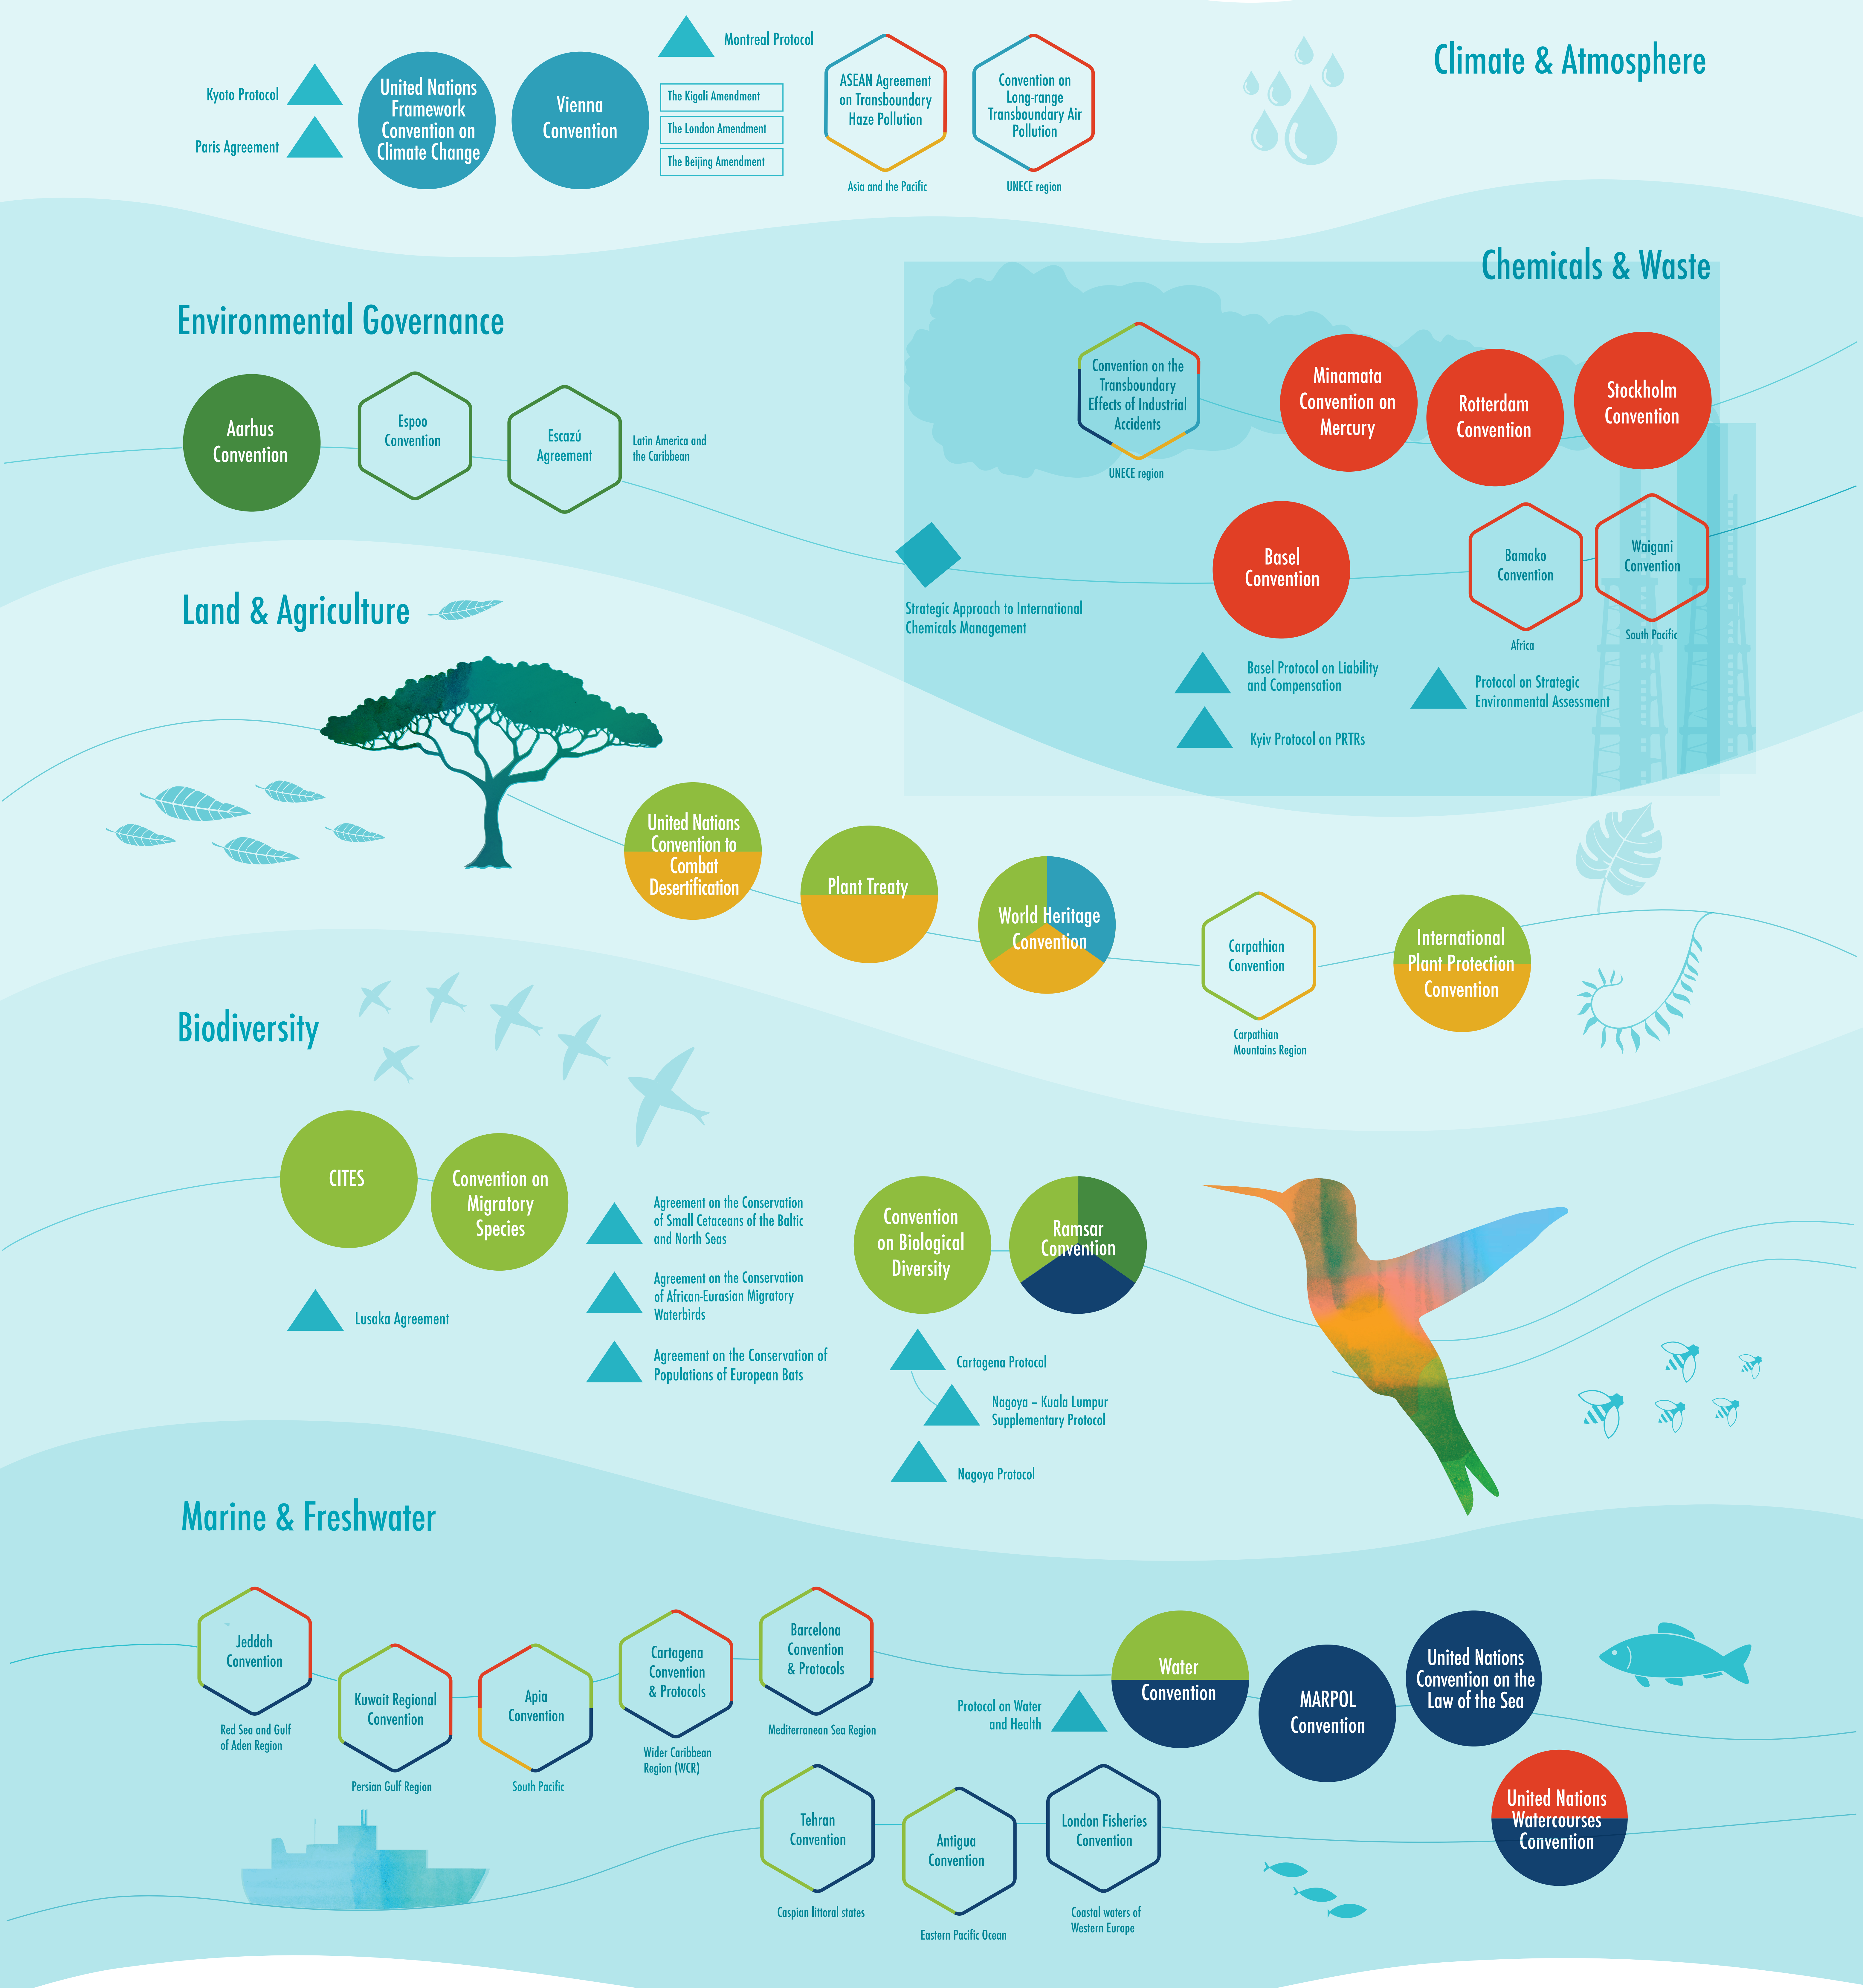 Climate & Atmosphere
Kyoto Protocol
Paris Agreement
United Nations
Framework
Convention on
Climate Change
Vienna
Convention
Montreal Protocol
The Kigali Amendment
The London Amendment
The Beijing Amendment
ASEAN Agreement
on Transboundary
Haze Pollution
Asia and the Pacific
Convention on
Long-range
Transboundary Air
Pollution
UNECE region
Chemicals & Waste
Environmental Governance
Aarhus
Convention
Espoo
Convention
Escazú
Agreement
Latin America and
the Caribbean
Convention on the
Transboundary
Effects of Industrial
Accidents
UNECE region
Minamata
Convention on
Mercury
Rotterdam
Convention
Stockholm
Convention
Strategic Approach to International
Chemicals Management
Basel
Convention
Bamako
Convention
Africa
Waigani
Convention
South Pacific
Basel Protocol on Liability
and Compensation
Kyiv Protocol on PRTRs
Protocol on Strategic
Environmental Assessment
Land & Agriculture
United Nations
Convention to
Combat
Desertification
Plant Treaty
World Heritage
Convention
Carpathian
Convention
Carpathian
Mountains Region
International
Plant Protection
Convention
Biodiversity
CITES
Convention on
Migratory
Species
Lusaka Agreement
Agreement on the Conservation
of Small Cetaceans of the Baltic
and North Seas
Agreement on the Conservation
of African-Eurasian Migratory
Waterbirds
Agreement on the Conservation of
Populations of European Bats
Convention
on Biological
Diversity
Ramsar
Convention
Cartagena Protocol
Nagoya – Kuala Lumpur
Supplementary Protocol
Nagoya Protocol
Marine & Freshwater
Jeddah
Convention
Red Sea and Gulf
of Aden Region
Kuwait Regional
Convention
Persian Gulf Region
Apia
Convention
South Pacific
Cartagena
Convention
& Protocols
Wider Caribbean
Region (WCR)
Barcelona
Convention
& Protocols
Mediterranean Sea Region
Protocol on Water
and Health
Water
Convention
MARPOL
Convention
United Nations
Convention on the
Law of the Sea
United Nations
Watercourses
Convention
Tehran
Convention
Caspian littoral states
Antigua
Convention
Eastern Pacific Ocean
London Fisheries
Convention
Coastal waters of
Western Europe